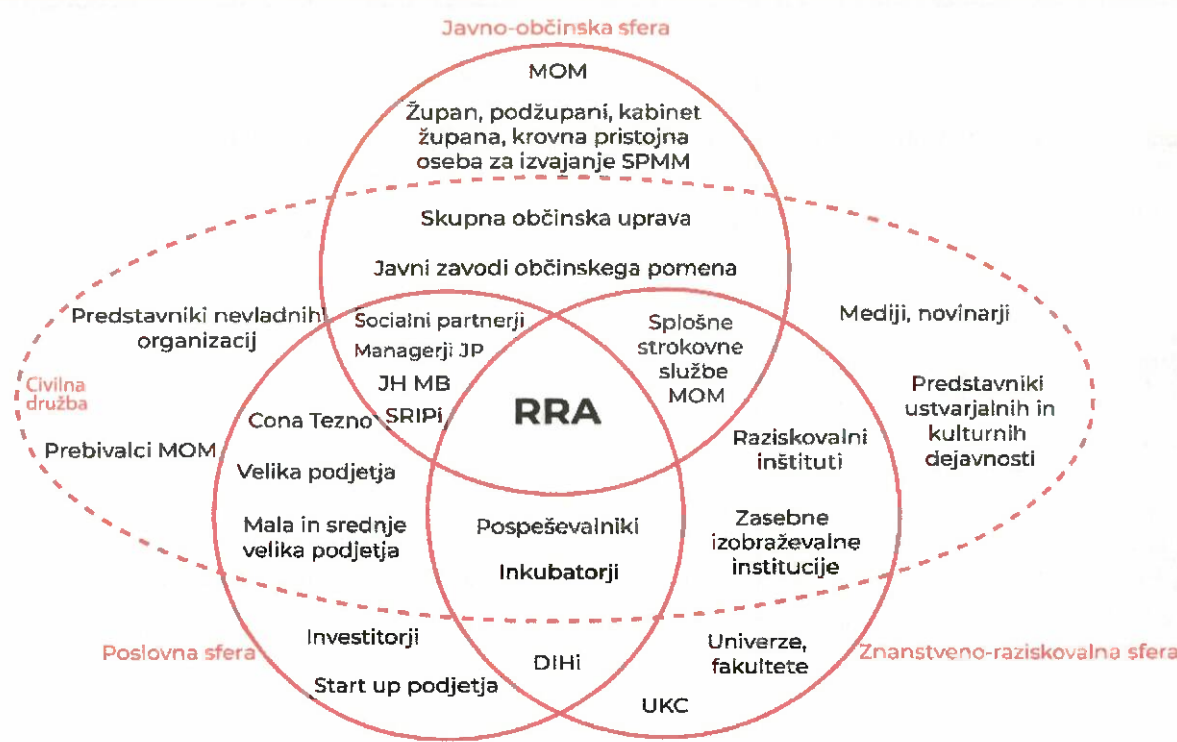 Javno-občinska sfera
MOM
Župan, podžupani, kabinet
župana, krovna pristojna
oseba za izvajanje SPMM
Skupna občinska uprava
Javni zavodi občinskega pomena
Predstavniki nevladnih
organizacij
Socialni partnerji
Managerji JP
JH MB
SRIPi
Splošne
strokovne
službe
MOM
Mediji, novinarji
Civilna
družba
Prebivalci MOM
Cona Tezno
RRA
Predstavniki
ustvarjalnih in
kulturnih
dejavnosti
Velika podjetja
Raziskovalni
inštituti
Mala in srednje
velika podjetja
Pospeševalniki
Inkubatorji
Zasebne
izobraževalne
institucije
Poslovna sfera
Investitorji
Start up podjetja
DIHi
Univerze,
fakultete
UKC
Znanstveno-raziskovalna sfera